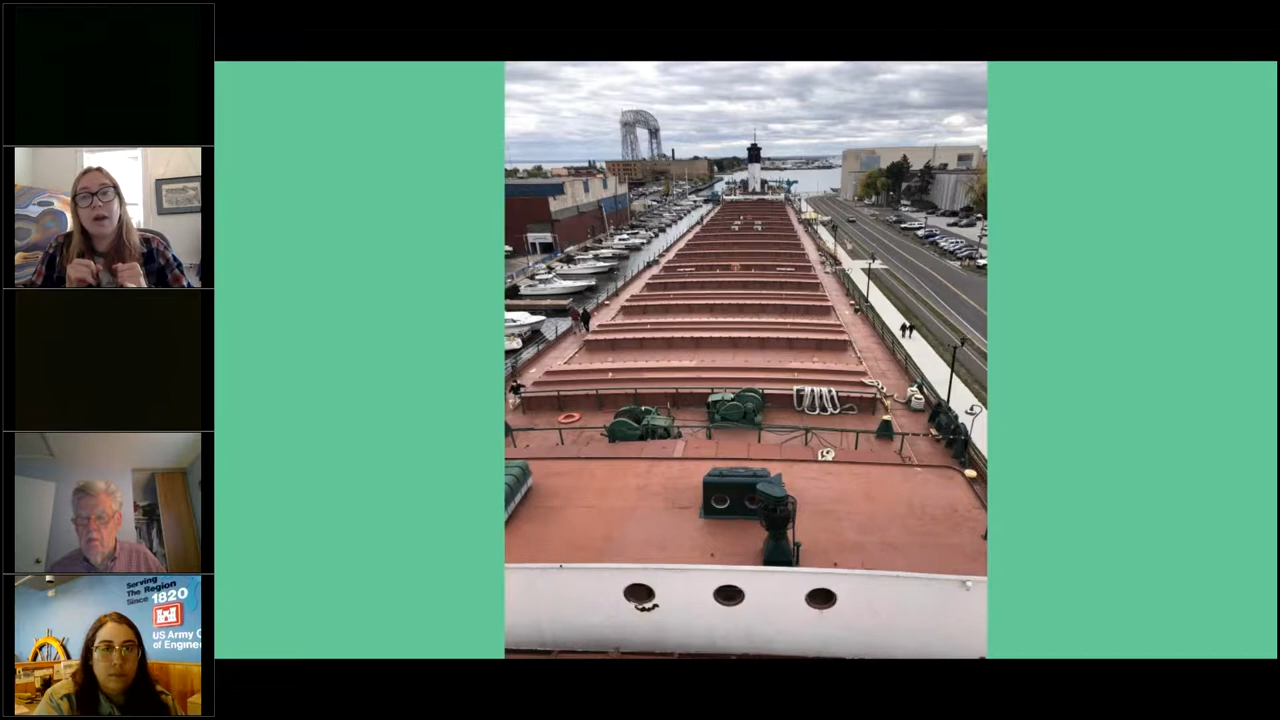 Serving
The Region
Since 1820
US Army
of Engine